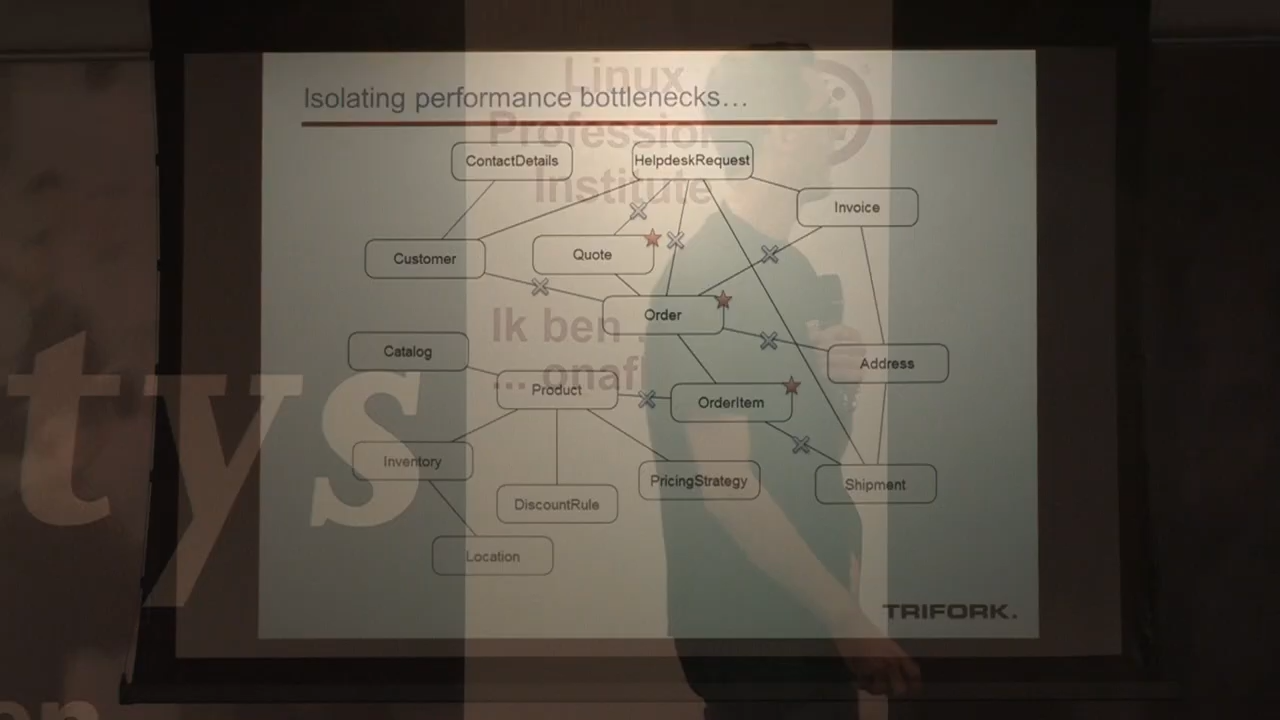 Linux
Isolating performance bottlenecks...
Institute
ContactDetails
HelpdeskRequest
Invoice
Quote
Customer
Order
Ik ben
Catalog
Address
Product
OrderItem
tys
Inventory
PricingStrategy
Shipment
DiscountRule
Location
TRIFORK.
en